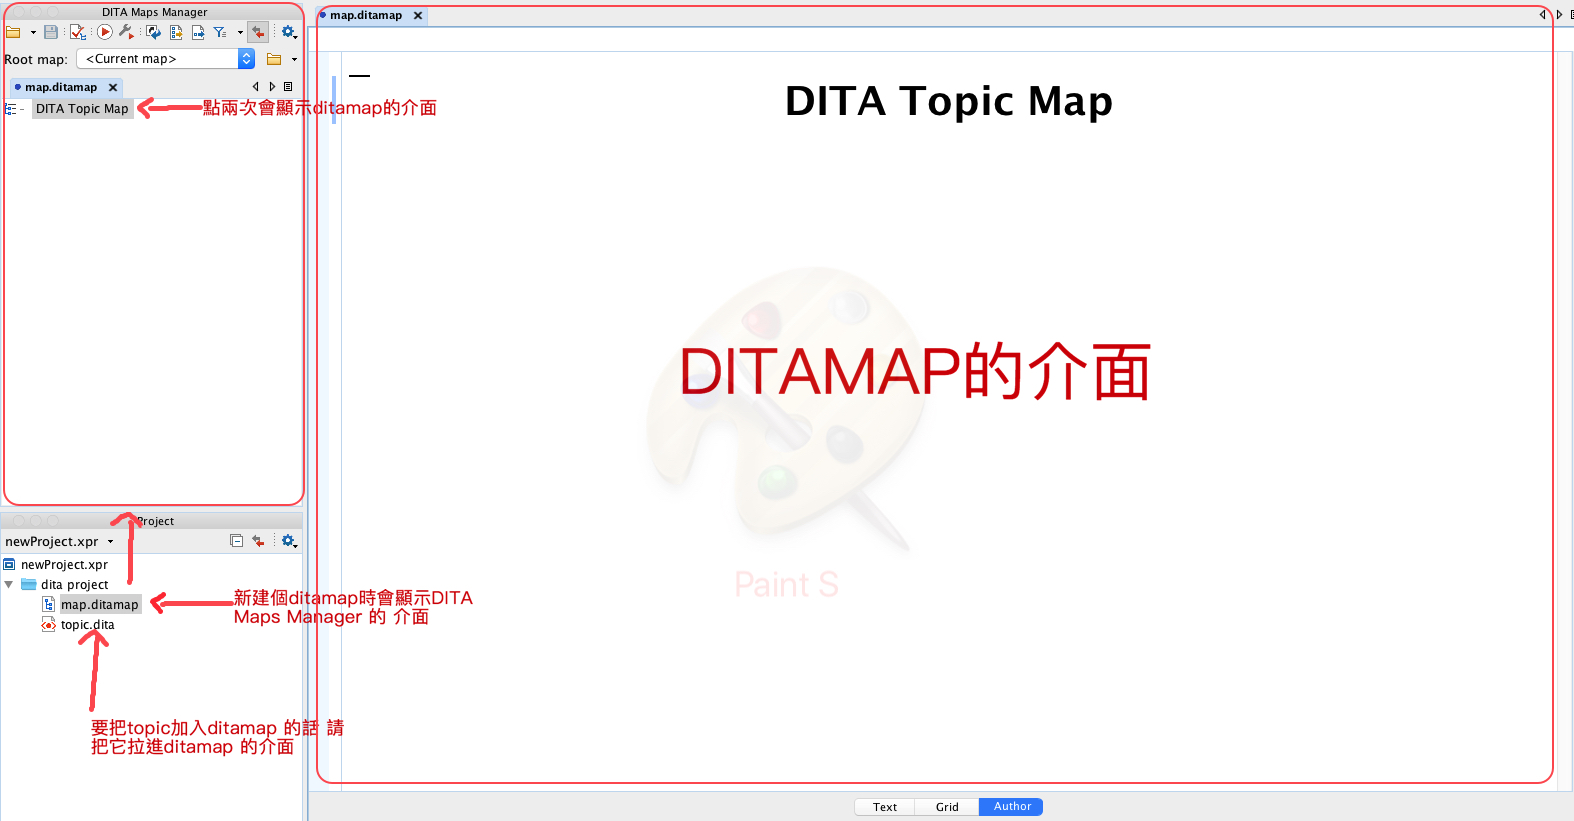 DITA Maps Manager
Root map:
<Current map>
map.ditamap
DITA Topic Map
點兩次會顯示ditamap的介面
Project
newProject.xpr
newProject.xpr
dita project
map.ditamap
topic.dita
新建個ditamap時會顯示DITA
Maps Manager 的 介面
要把topic加入ditamap 的話 請
把它拉進ditamap 的介面
map.ditamap
DITA Topic Map
DITAMAP的介面
Paint S
Text
Grid
Author